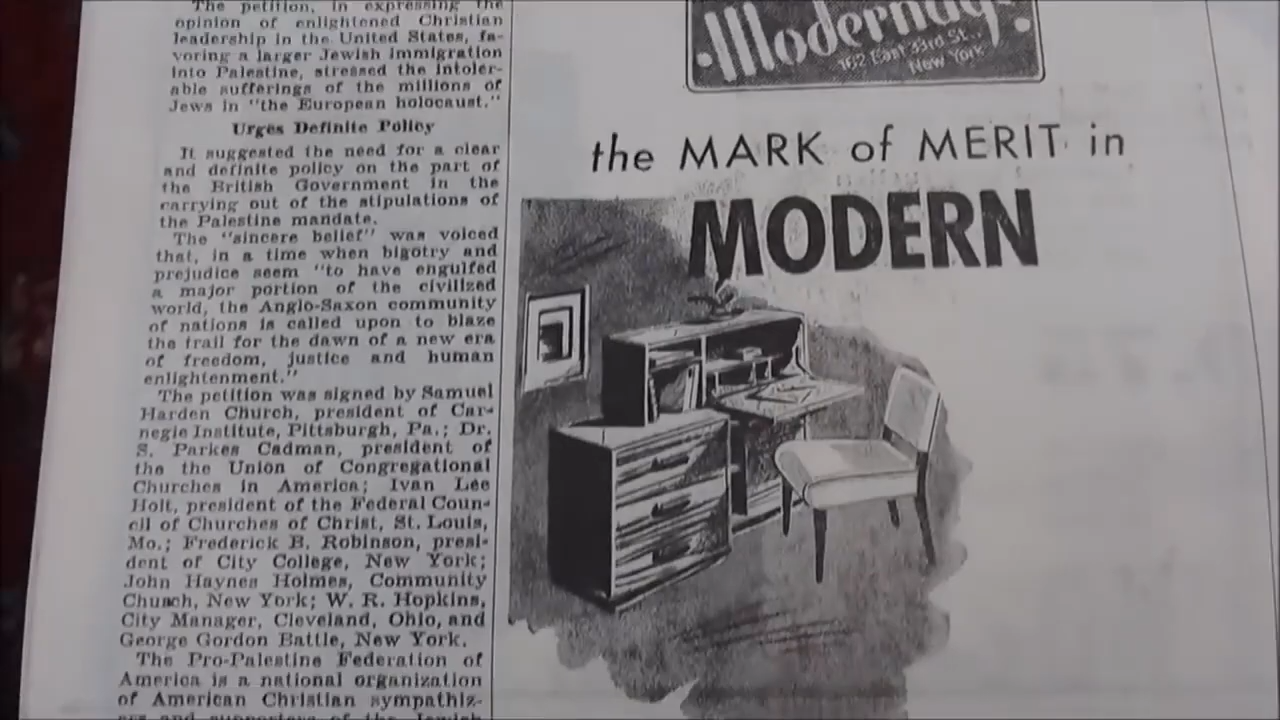 The petition, in expressing the
opinion of enlightened Christian
leadership in the United States, fa-
voring a larger Jewish immigration
into Palestine, stressed the intoler-
able sufferings of the millions of
Jews in "the European holocaust."
Urges Definite Policy
It suggested the need for a clear
and definite policy on the part of
the British Government in the
carrying out of the stipulations of
the Palestine mandate.
The "sincere belief" was voiced
that, in a time when bigotry and
prejudice seem "to have engulfed
a major portion of the civilized
world, the Anglo-Saxon community
of nations is called upon to blaze
the trail for the dawn of a new era
of freedom, justice and human
enlightenment."
The petition was signed by Samuel
Harden Church, president of Car-
negie Institute, Pittsburgh, Pa.; Dr.
S. Parkes Cadman, president of
the the Union of Congregational
Churches in America; Ivan Lee
Holt, president of the Federal Coun-
cil of Churches of Christ, St. Louis,
Mo.; Frederick B. Robinson, presi-
dent of City College, New York;
John Haynes Holmes, Community
Church, New York; W. R. Hopkins,
City Manager, Cleveland, Ohio, and
George Gordon Battle, New York.
The Pro-Palestine Federation of
America is a national organization
of American Christian sympathiz-
ers and supporters of the Jewish
Modernage
162 East 33rd St.,
New York
the MARK of MERIT in
MODERN